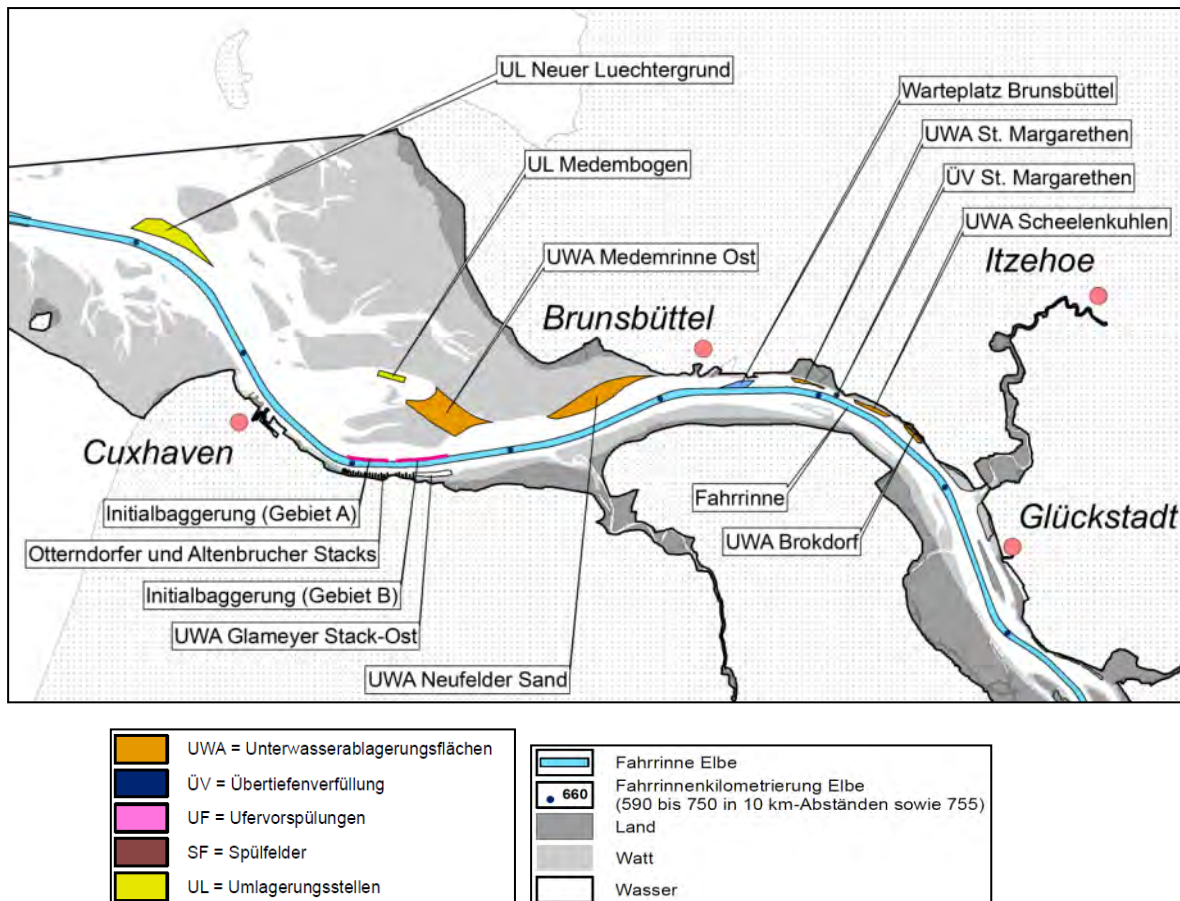 UL Neuer Luechtergrund
Warteplatz Brunsbüttel
UWA St. Margarethen
UL Medembogen
ÜV St. Margarethen
UWA Scheelenkuhlen
UWA Medemrinne Ost
Itzehoe
Brunsbüttel
Cuxhaven
Fahrrinne
Initialbaggerung (Gebiet A)
Glückstadt
UWA Brokdorf
Otterndorfer und Altenbrucher Stacks
Initialbaggerung (Gebiet B)
UWA Glameyer Stack-Ost
UWA Neufelder Sand
UWA = Unterwasserablagerungsflächen
ÜV = Übertiefenverfüllung
UF = Ufervorspülungen
SF = Spülfelder
UL = Umlagerungsstellen
Fahrrinne Elbe
660 Fahrrinnenkilometrierung Elbe
(590 bis 750 in 10 km-Abständen sowie 755)
Land
Watt
Wasser